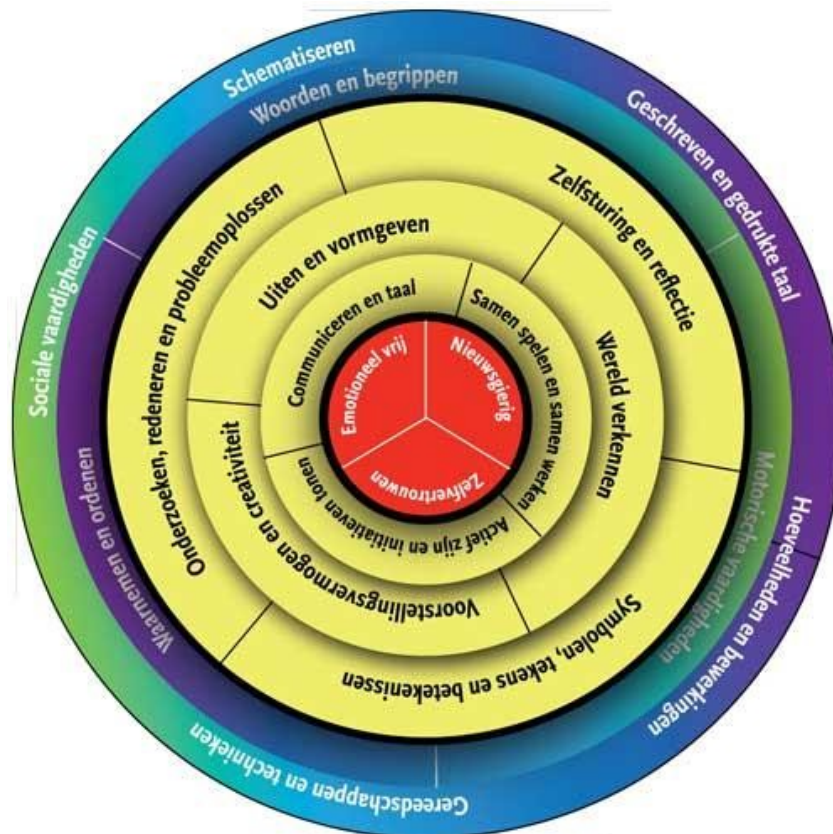 Schematiseren
Geschreven en gedrukte taal
Hoeveelheden en bewerkingen
Gereedschappen en technieken
Sociale vaardigheden
Woorden en begrippen
Motorische vaardigheden
Waarnemen en ordenen
Zelfsturing en reflectie
Symbolen, tekens en betekenissen
Onderzoeken, redeneren en probleemoplossen
Uiten en vormgeven
Wereld verkennen
Voorstellingsvermogen en creativiteit
Communiceren en taal
Samen spelen en samen werken
Actief zijn en initiatieven tonen
Emotioneel vrij
Nieuwsgierig
Zelfvertrouwen